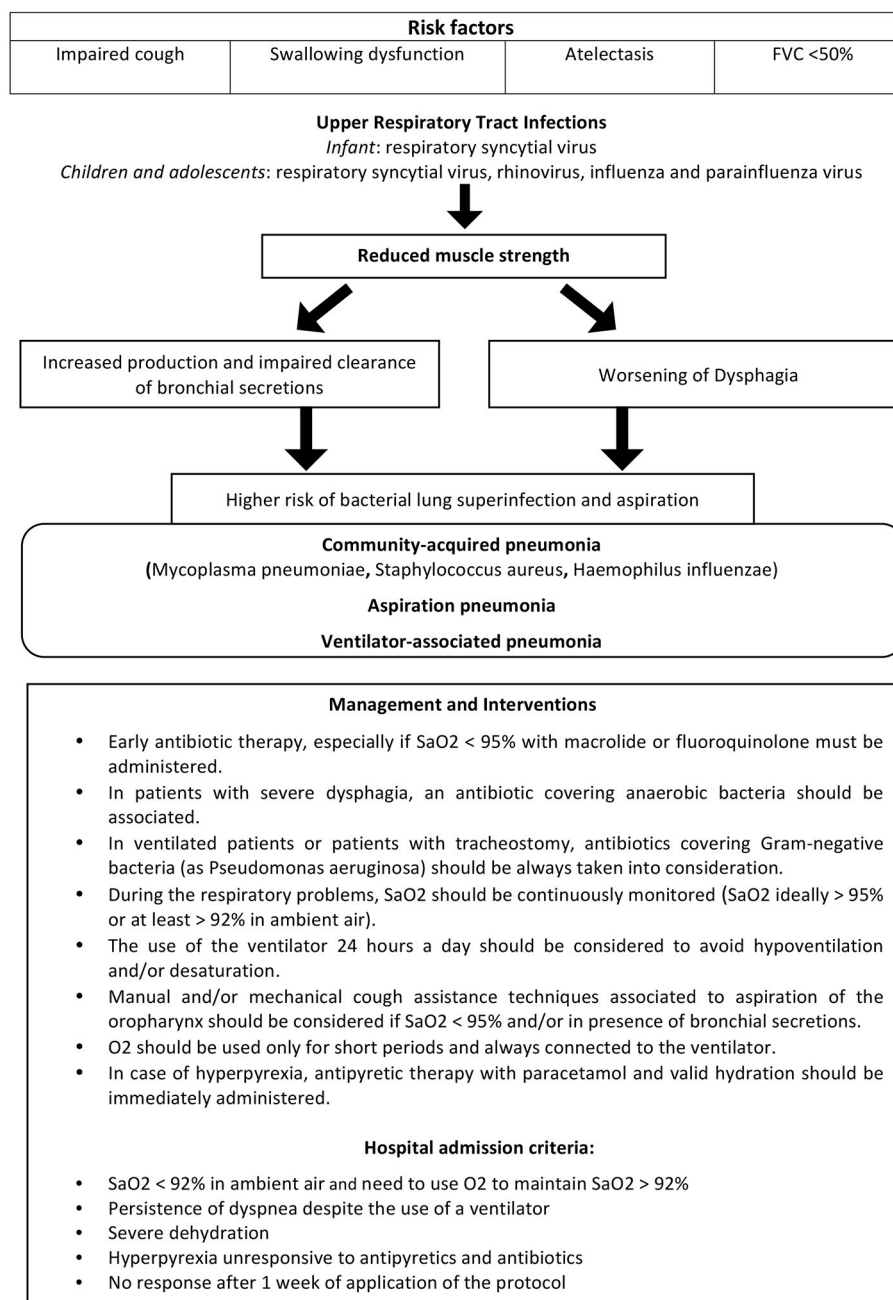 Risk factors
Impaired cough
Swallowing dysfunction
Atelectasis
FVC <50%
Upper Respiratory Tract Infections
Infant: respiratory syncytial virus
Children and adolescents: respiratory syncytial virus, rhinovirus, influenza and parainfluenza virus
Reduced muscle strength
Increased production and impaired clearance
of bronchial secretions
Worsening of Dysphagia
Higher risk of bacterial lung superinfection and aspiration
Community-acquired pneumonia
(Mycoplasma pneumoniae, Staphylococcus aureus, Haemophilus influenzae)
Aspiration pneumonia
Ventilator-associated pneumonia
Management and Interventions
• Early antibiotic therapy, especially if SaO2 < 95% with macrolide or fluoroquinolone must be
administered.
• In patients with severe dysphagia, an antibiotic covering anaerobic bacteria should be
associated.
• In ventilated patients or patients with tracheostomy, antibiotics covering Gram-negative
bacteria (as Pseudomonas aeruginosa) should be always taken into consideration.
• During the respiratory problems, SaO2 should be continuously monitored (SaO2 ideally > 95%
or at least > 92% in ambient air).
• The use of the ventilator 24 hours a day should be considered to avoid hypoventilation
and/or desaturation.
• Manual and/or mechanical cough assistance techniques associated to aspiration of the
oropharynx should be considered if SaO2 < 95% and/or in presence of bronchial secretions.
• O2 should be used only for short periods and always connected to the ventilator.
• In case of hyperpyrexia, antipyretic therapy with paracetamol and valid hydration should be
immediately administered.
Hospital admission criteria:
• SaO2 < 92% in ambient air and need to use O2 to maintain SaO2 > 92%
• Persistence of dyspnea despite the use of a ventilator
• Severe dehydration
• Hyperpyrexia unresponsive to antipyretics and antibiotics
• No response after 1 week of application of the protocol